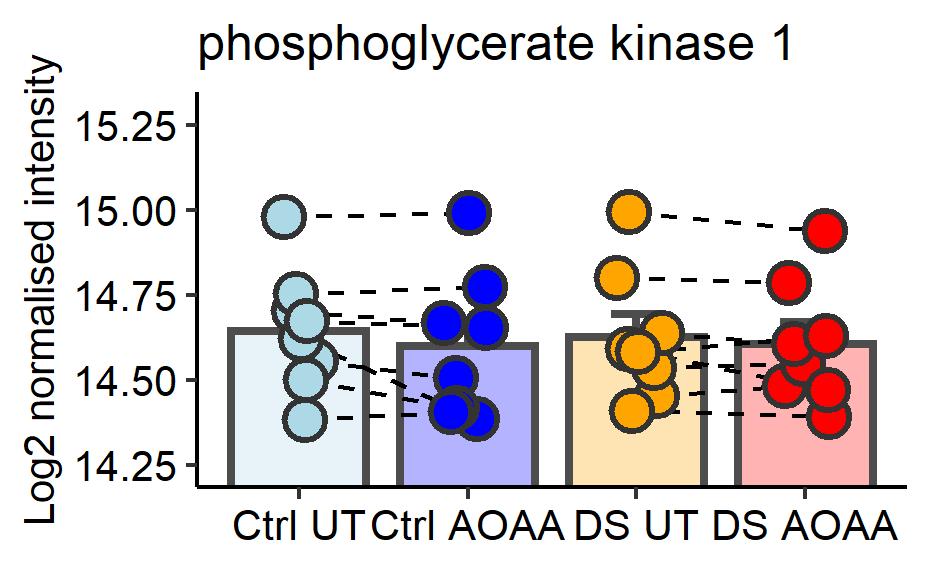 phosphoglycerate kinase 1
Log2 normalised intensity
15.25
15.00
14.75
14.50
14.25
Ctrl UT Ctrl AOAA DS UT DS AOAA